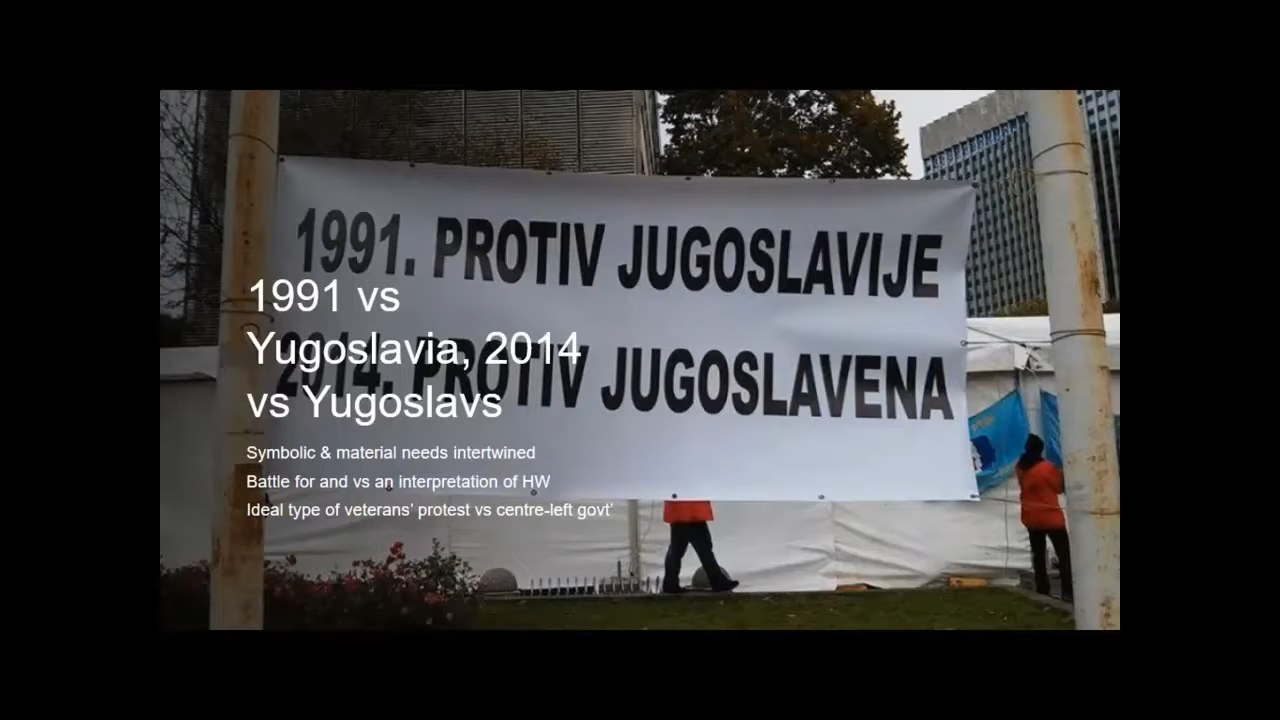 1991. PROTIV JUGOSLAVIJE
2014. PROTIV JUGOSLAVENA
1991 vs
Yugoslavia, 2014
vs Yugoslavs
Symbolic & material needs intertwined
Battle for and vs an interpretation of HW
Ideal type of veterans’ protest vs centre-left govt’